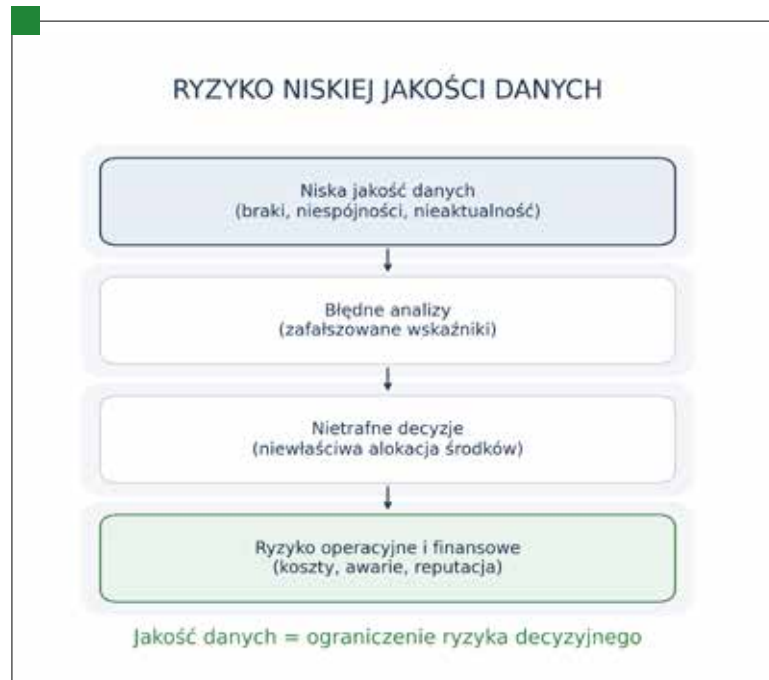 RYZYKO NISKIEJ JAKOŚCI DANYCH
Niska jakość danych
(braki, niespójności, nieaktualność)
Błędne analizy
(zafałszowane wskaźniki)
Nietrafne decyzje
(niewłaściwa alokacja środków)
Ryzyko operacyjne i finansowe
(koszty, awarie, reputacja)
Jakość danych = ograniczenie ryzyka decyzyjnego